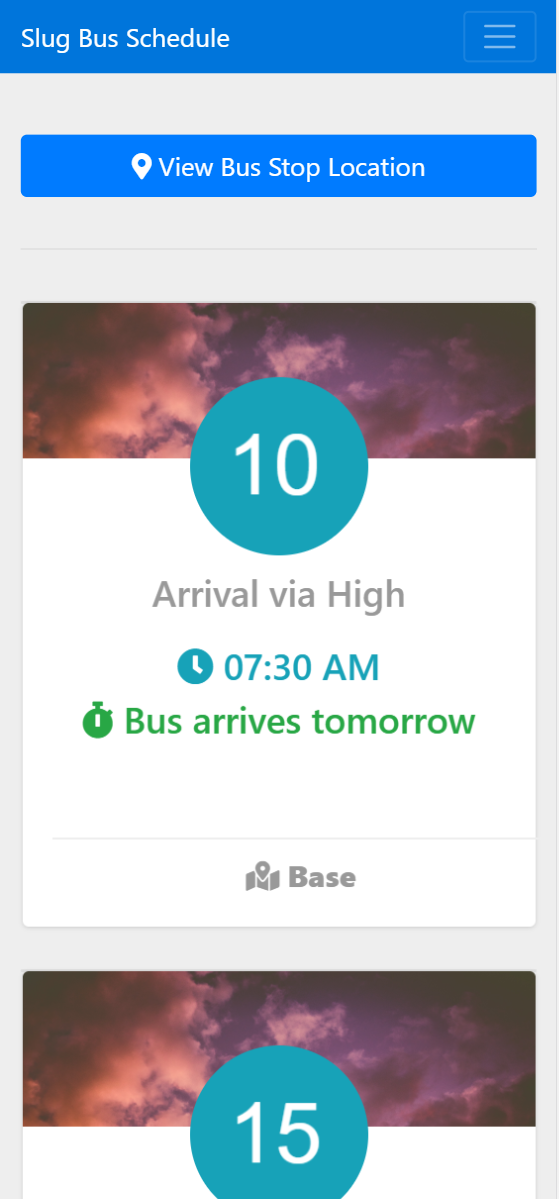 Slug Bus Schedule
View Bus Stop Location
10
Arrival via High
07:30 AM
Bus arrives tomorrow
Base
15